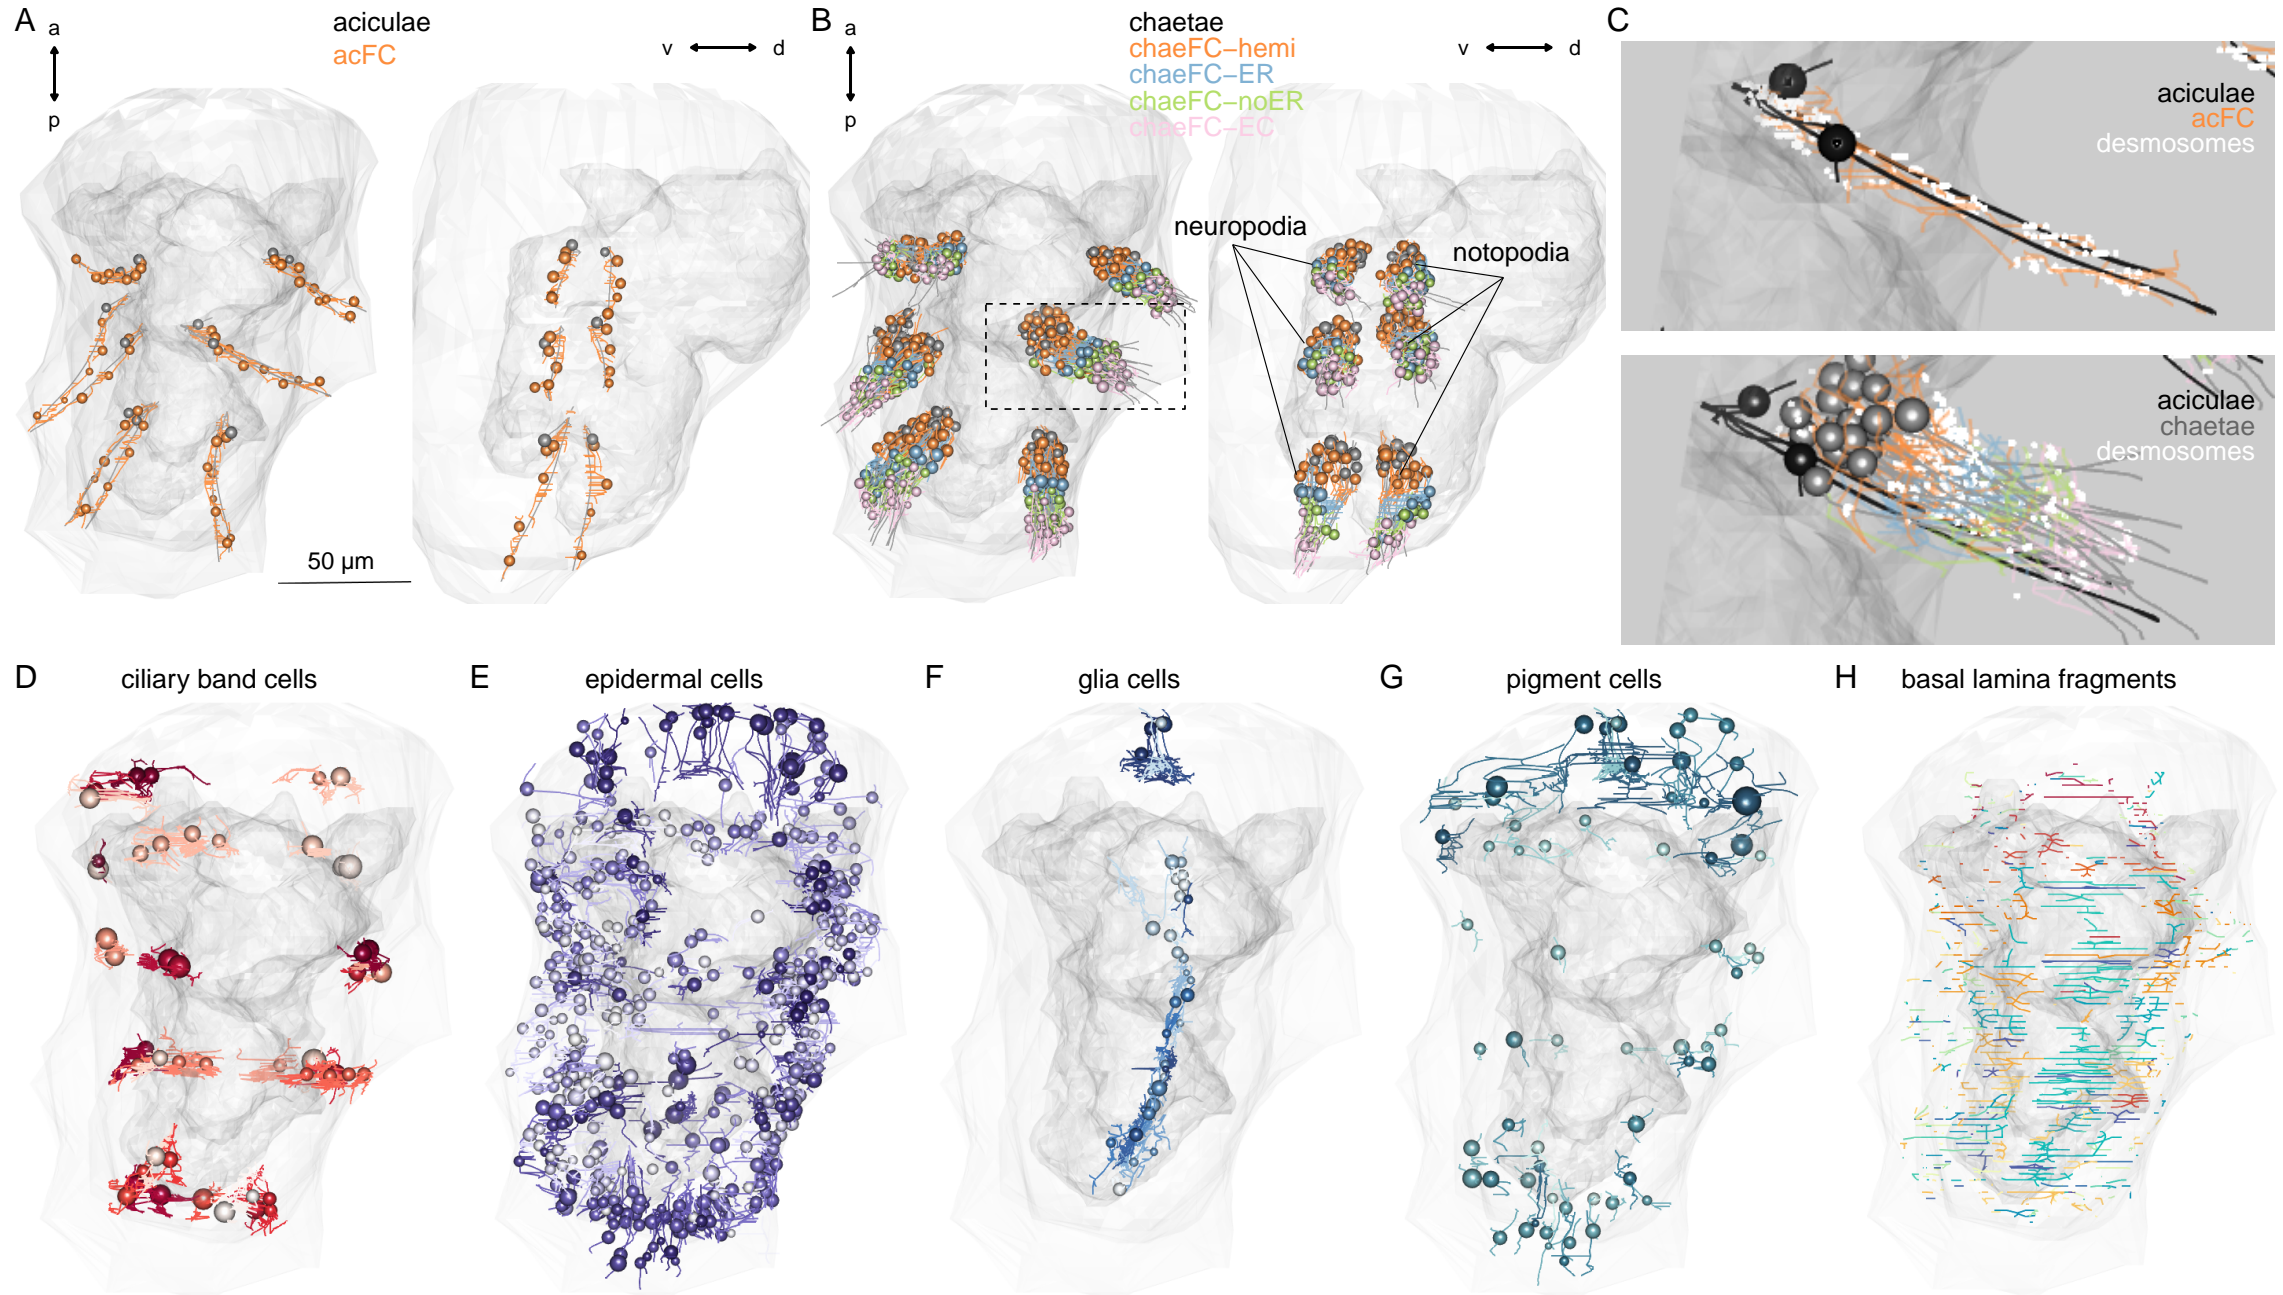 A
a
p
aciculae
acFC
v
d
50 µm
B
a
p
chaetae
chaeFC−hemi
chaeFC−ER
chaeFC−noER
chaeFC−EC
v
d
neuropodia
notopodia
C
aciculae
acFC
desmosomes
aciculae
chaetae
desmosomes
D
ciliary band cells
E
epidermal cells
F
glia cells
G
pigment cells
H
basal lamina fragments